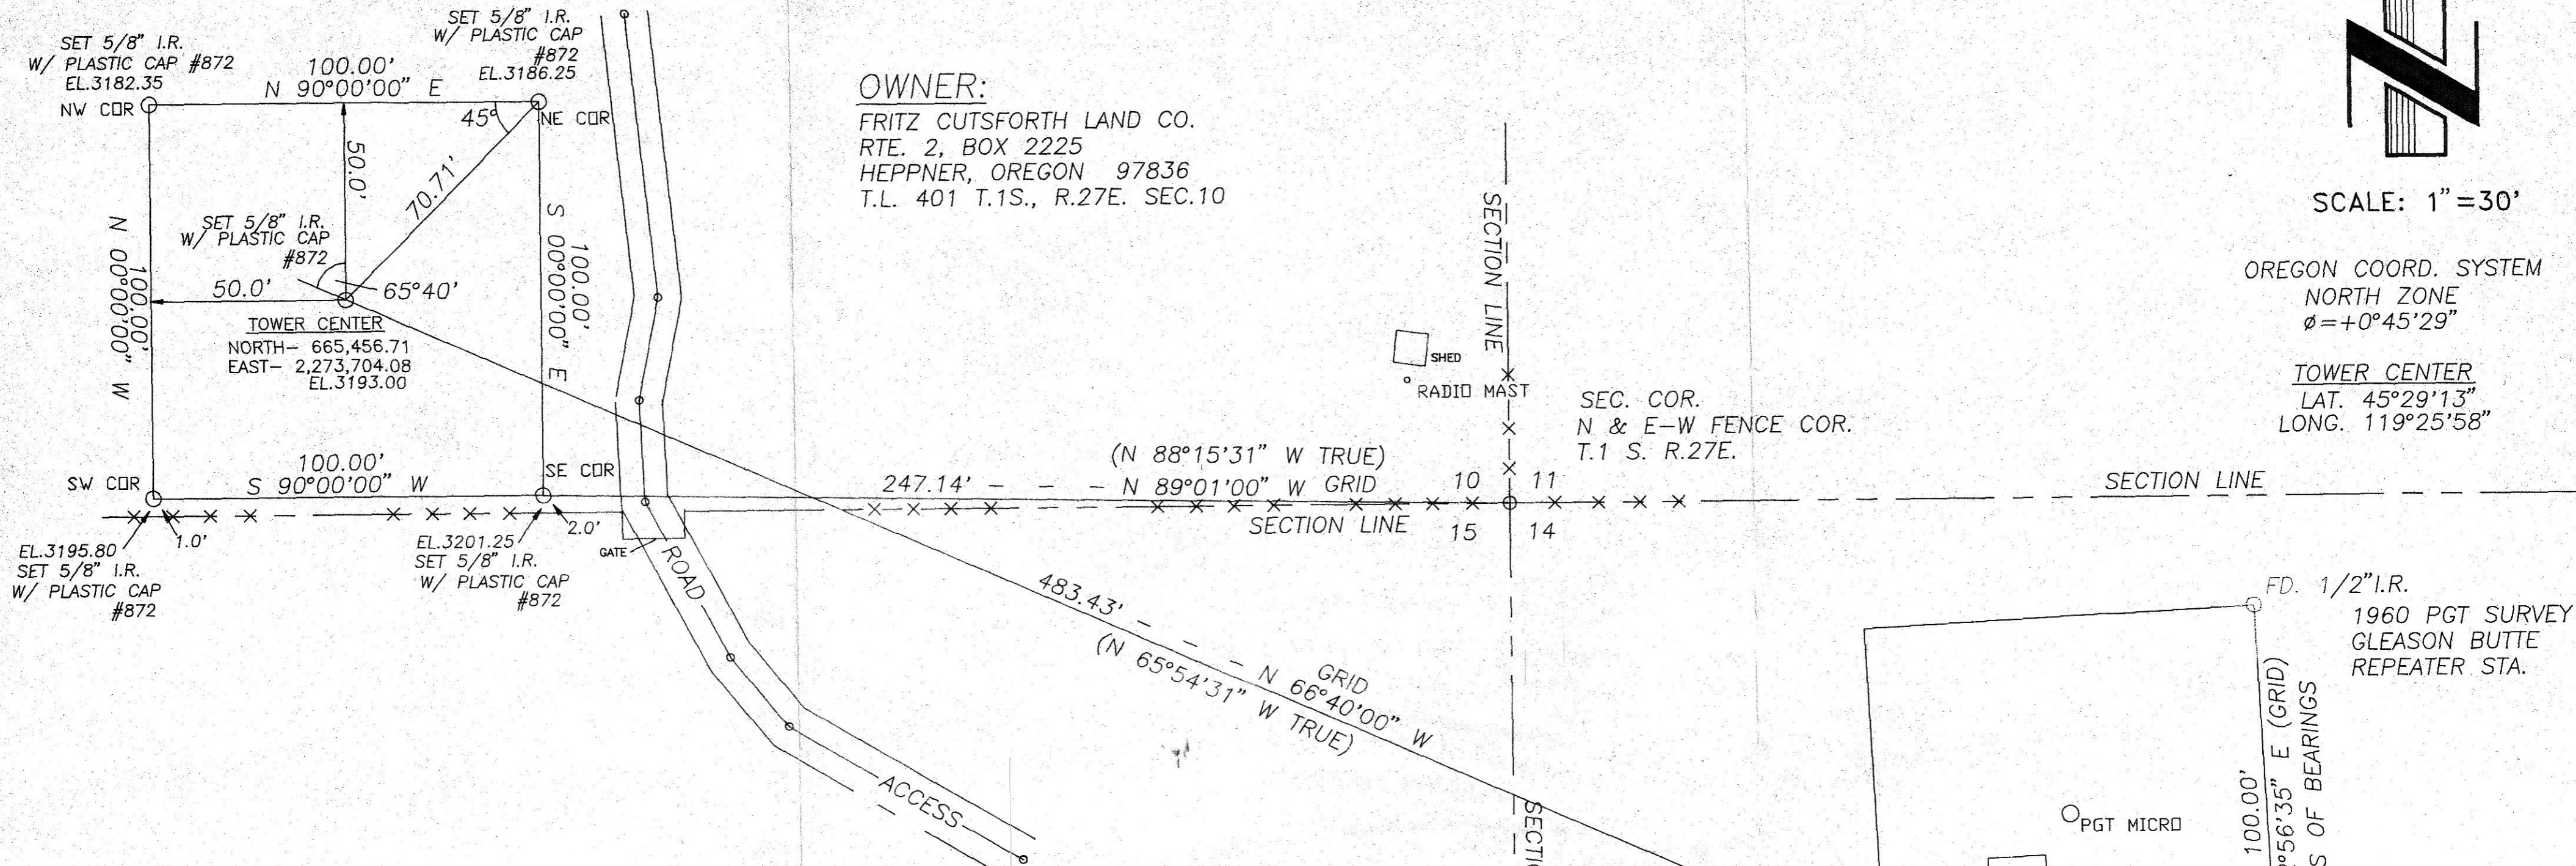 SET 5/8" I.R.
W/ PLASTIC CAP #872
EL.3182.35
NW COR
100.00'
N 90°00'00" E
SET 5/8" I.R.
W/ PLASTIC CAP
#872
EL.3186.25
NE COR
45°
50.0'
70.71'
SET 5/8" I.R.
W/ PLASTIC CAP
#872
50.0'
65°40'
TOWER CENTER
NORTH- 665,456.71
EAST- 2,273,704.08
EL.3193.00
100.00'
N 00°00'00" W
100.00'
S 00°00'00" E
SW COR
100.00'
S 90°00'00" W
SE COR
1.0'
2.0'
EL.3195.80
SET 5/8" I.R.
W/ PLASTIC CAP
#872
EL.3201.25
SET 5/8" I.R.
W/ PLASTIC CAP
#872
GATE
ROAD
ACCESS
OWNER:
FRITZ CUTSFORTH LAND CO.
RTE. 2, BOX 2225
HEPPNER, OREGON 97836
T.L. 401 T.1S., R.27E. SEC.10
SECTION LINE
SHED
RADIO MAST
SEC. COR.
N & E-W FENCE COR.
T.1 S. R.27E.
(N 88°15'31" W TRUE)
247.14' - - - N 89°01'00" W GRID
SECTION LINE
10 11
15 14
SECTION LINE
483.43' - - - N 66°40'00" W
GRID
(N 65°54'31" W TRUE)
SCALE: 1"=30'
OREGON COORD. SYSTEM
NORTH ZONE
ø=+0°45'29"
TOWER CENTER
LAT. 45°29'13"
LONG. 119°25'58"
FD. 1/2"I.R.
1960 PGT SURVEY
GLEASON BUTTE
REPEATER STA.
PGT MICRO
100.00'
°56'35" E (GRID)
S OF BEARINGS
SECTI